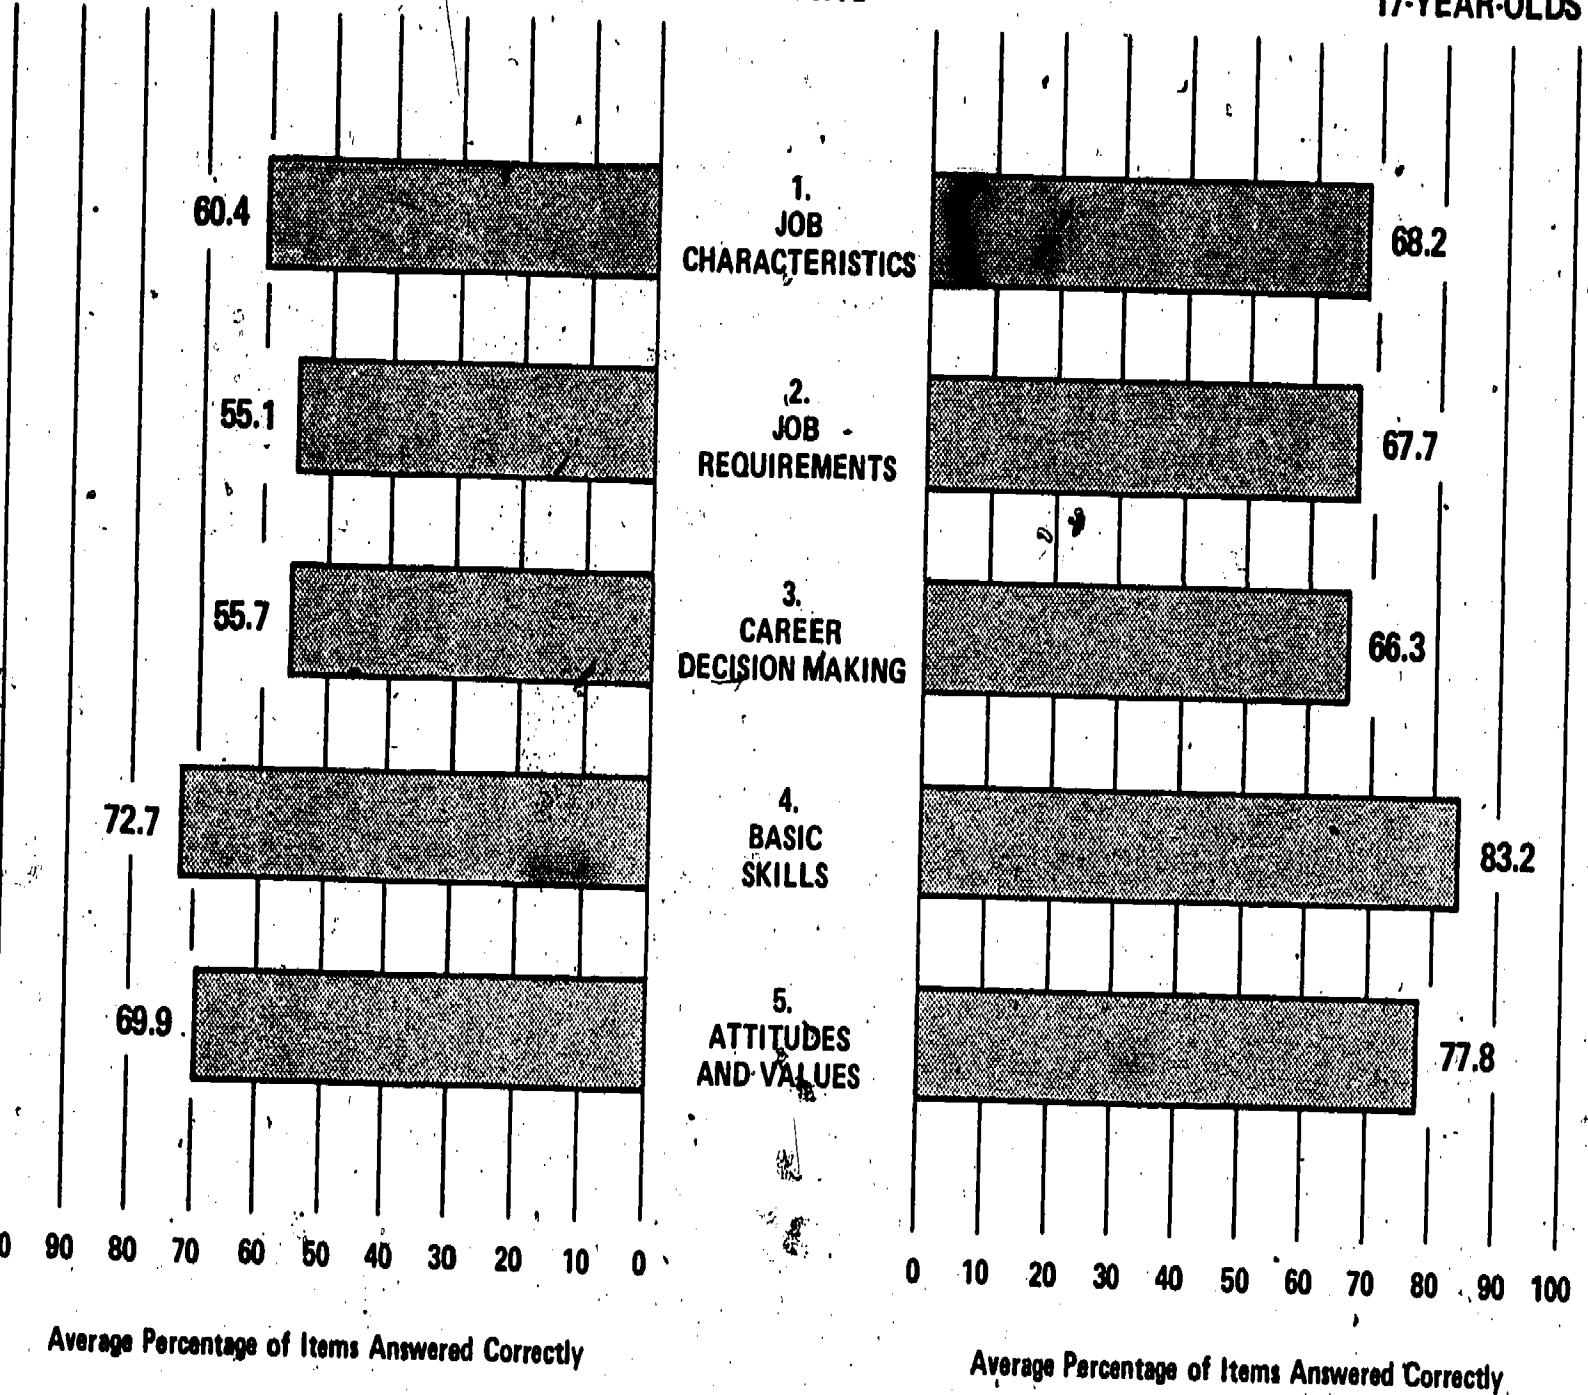 17-YEAR-OLDS
1.
JOB
CHARACTERISTICS
60.4
68.2
2.
JOB
REQUIREMENTS
55.1
67.7
3.
CAREER
DECISION MAKING
55.7
66.3
4.
BASIC
SKILLS
72.7
83.2
5.
ATTITUDES
AND VALUES
69.9
77.8
0 90 80 70 60 50 40 30 20 10 0
0 10 20 30 40 50 60 70 80 90 100
Average Percentage of Items Answered Correctly
Average Percentage of Items Answered Correctly